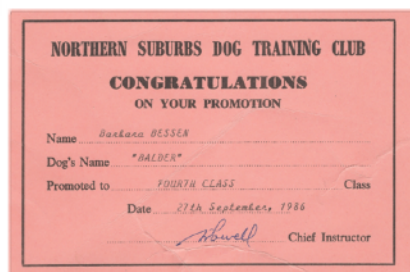 NORTHERN SUBURBS DOG TRAINING CLUB
CONGRATULATIONS
ON YOUR PROMOTION
Name Barbara BESSEN
Dog's Name "BALDER"
Promoted to FOURTH CLASS Class
Date 27th September, 1986
Chief Instructor